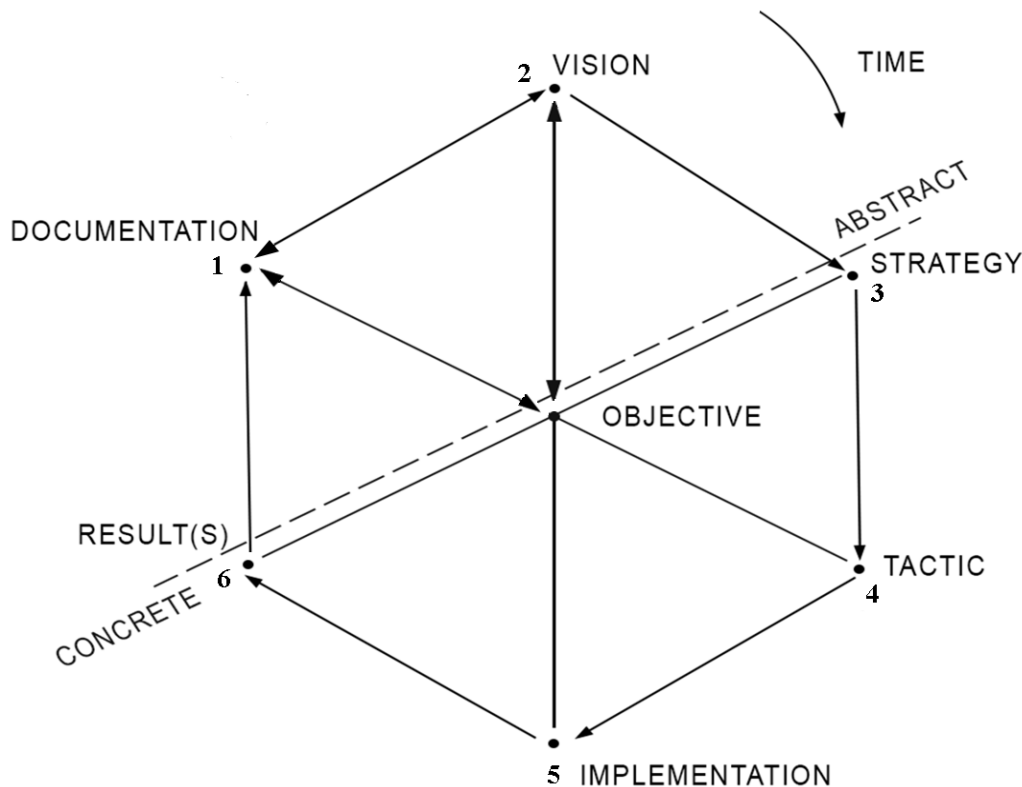 2 VISION
TIME
ABSTRACT
DOCUMENTATION
1
STRATEGY
3
OBJECTIVE
RESULT(S)
6
TACTIC
4
CONCRETE
5 IMPLEMENTATION